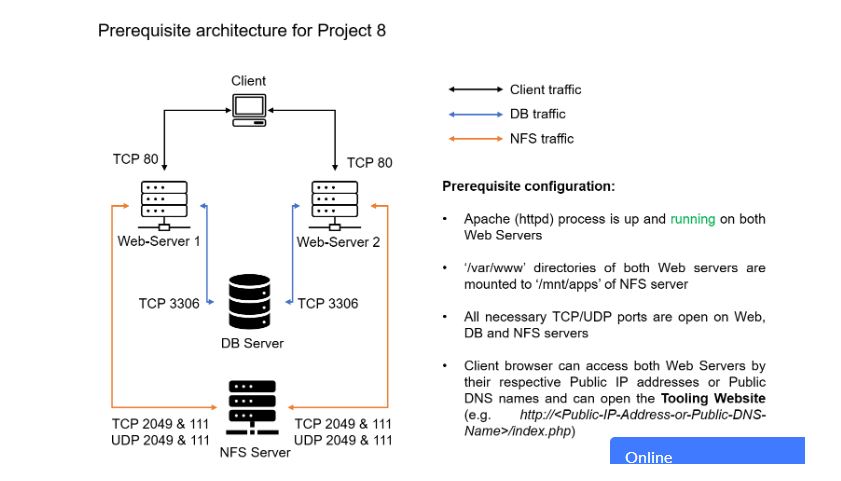 Prerequisite architecture for Project 8
Client
TCP 80
TCP 80
Web-Server 1
Web-Server 2
TCP 3306
TCP 3306
DB Server
TCP 2049 & 111
UDP 2049 & 111
TCP 2049 & 111
UDP 2049 & 111
NFS Server
Client traffic
DB traffic
NFS traffic
Prerequisite configuration:
• Apache (httpd) process is up and running on both
Web Servers
• ‘/var/www’ directories of both Web servers are
mounted to ‘/mnt/apps’ of NFS server
• All necessary TCP/UDP ports are open on Web,
DB and NFS servers
• Client browser can access both Web Servers by
their respective Public IP addresses or Public
DNS names and can open the Tooling Website
(e.g. http://<Public-IP-Address-or-Public-DNS-
Name>/index.php)
Online